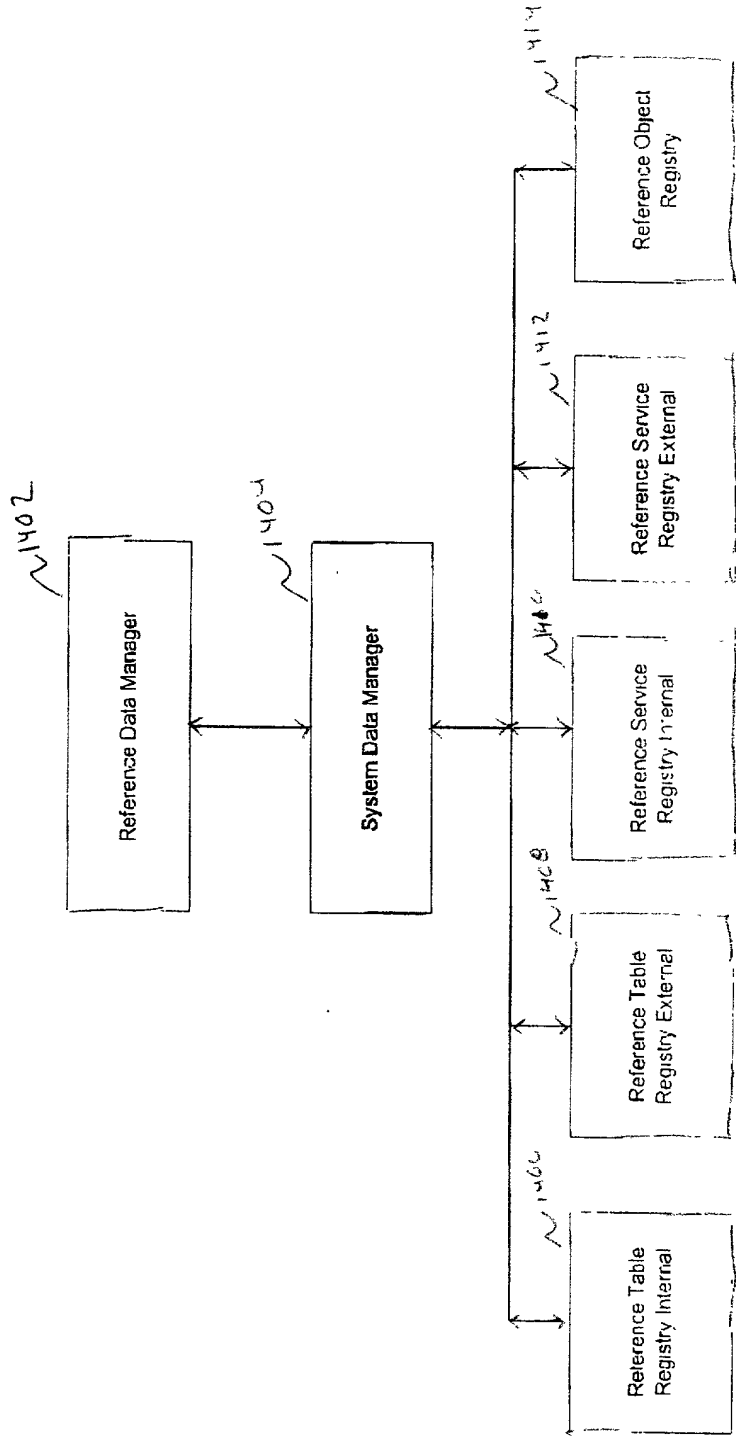 1402
Reference Data Manager
1404
System Data Manager
Reference Table
Registry Internal
1408
Reference Table
Registry External
Reference Service
Registry Internal
1412
Reference Service
Registry External
1414
Reference Object
Registry